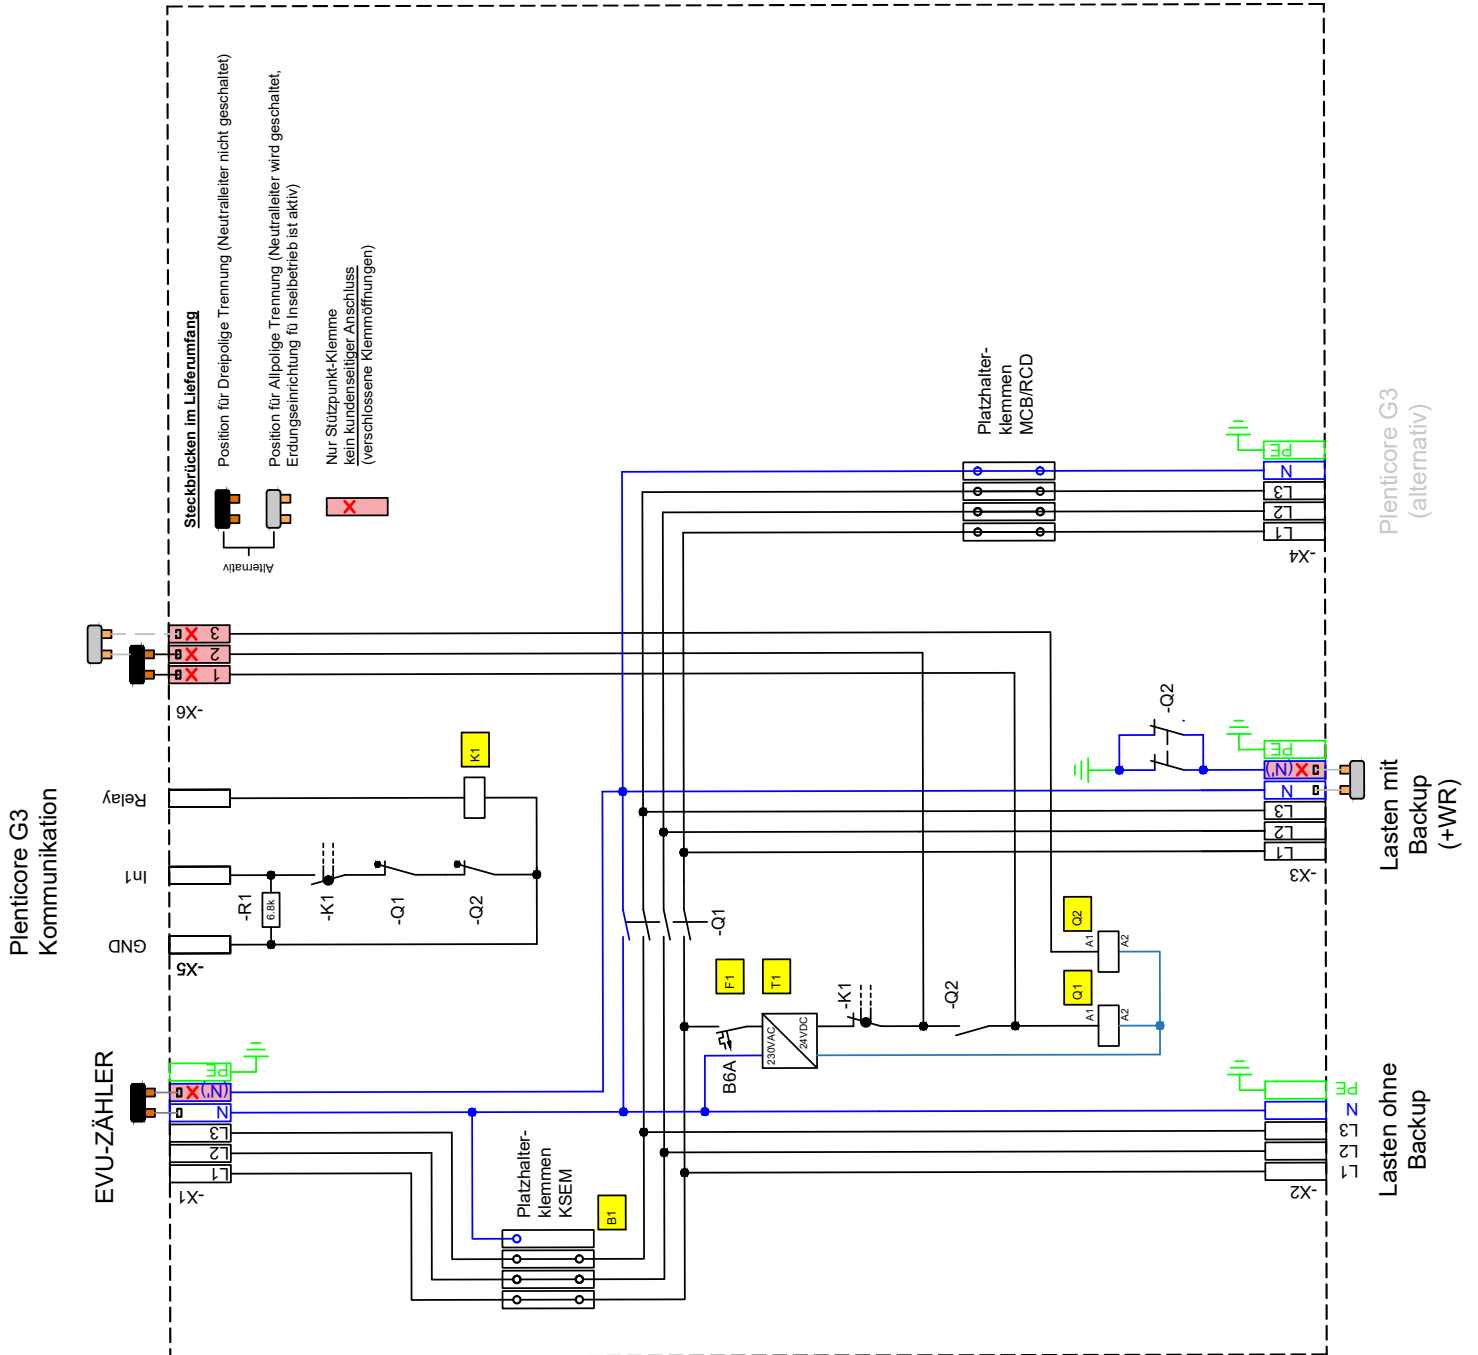 Plenticore G3
Kommunikation
EVU-ZÄHLER
Steckbrücken im Lieferumfang
Alternativ
Position für Dreipolige Trennung (Neutralleiter nicht geschaltet)
Position für Allpolige Trennung (Neutralleiter wird geschaltet,
Erdungseinrichtung fü Inselbetrieb ist aktiv)
Nur Stützpunkt-Klemme
kein kundenseitiger Anschluss
(verschlossene Klemmöffnungen)
-X1
L1
L2
L3
N
(N')
PE
-X5
GND
In1
Relay
-X6
1
2
3
-R1
6.8k
-K1
-Q1
-Q2
K1
Platzhalter-
klemmen
KSEM
B1
-Q1
F1
T1
B6A
230VAC
24VDC
-K1
-Q2
Q1
A1
A2
Q2
A1
A2
Platzhalter-
klemmen
MCB/RCD
-Q2
-X2
L1
L2
L3
N
PE
Lasten ohne
Backup
-X3
L1
L2
L3
N
(N')
PE
Lasten mit
Backup
(+WR)
-X4
L1
L2
L3
N
PE
Plenticore G3
(alternativ)